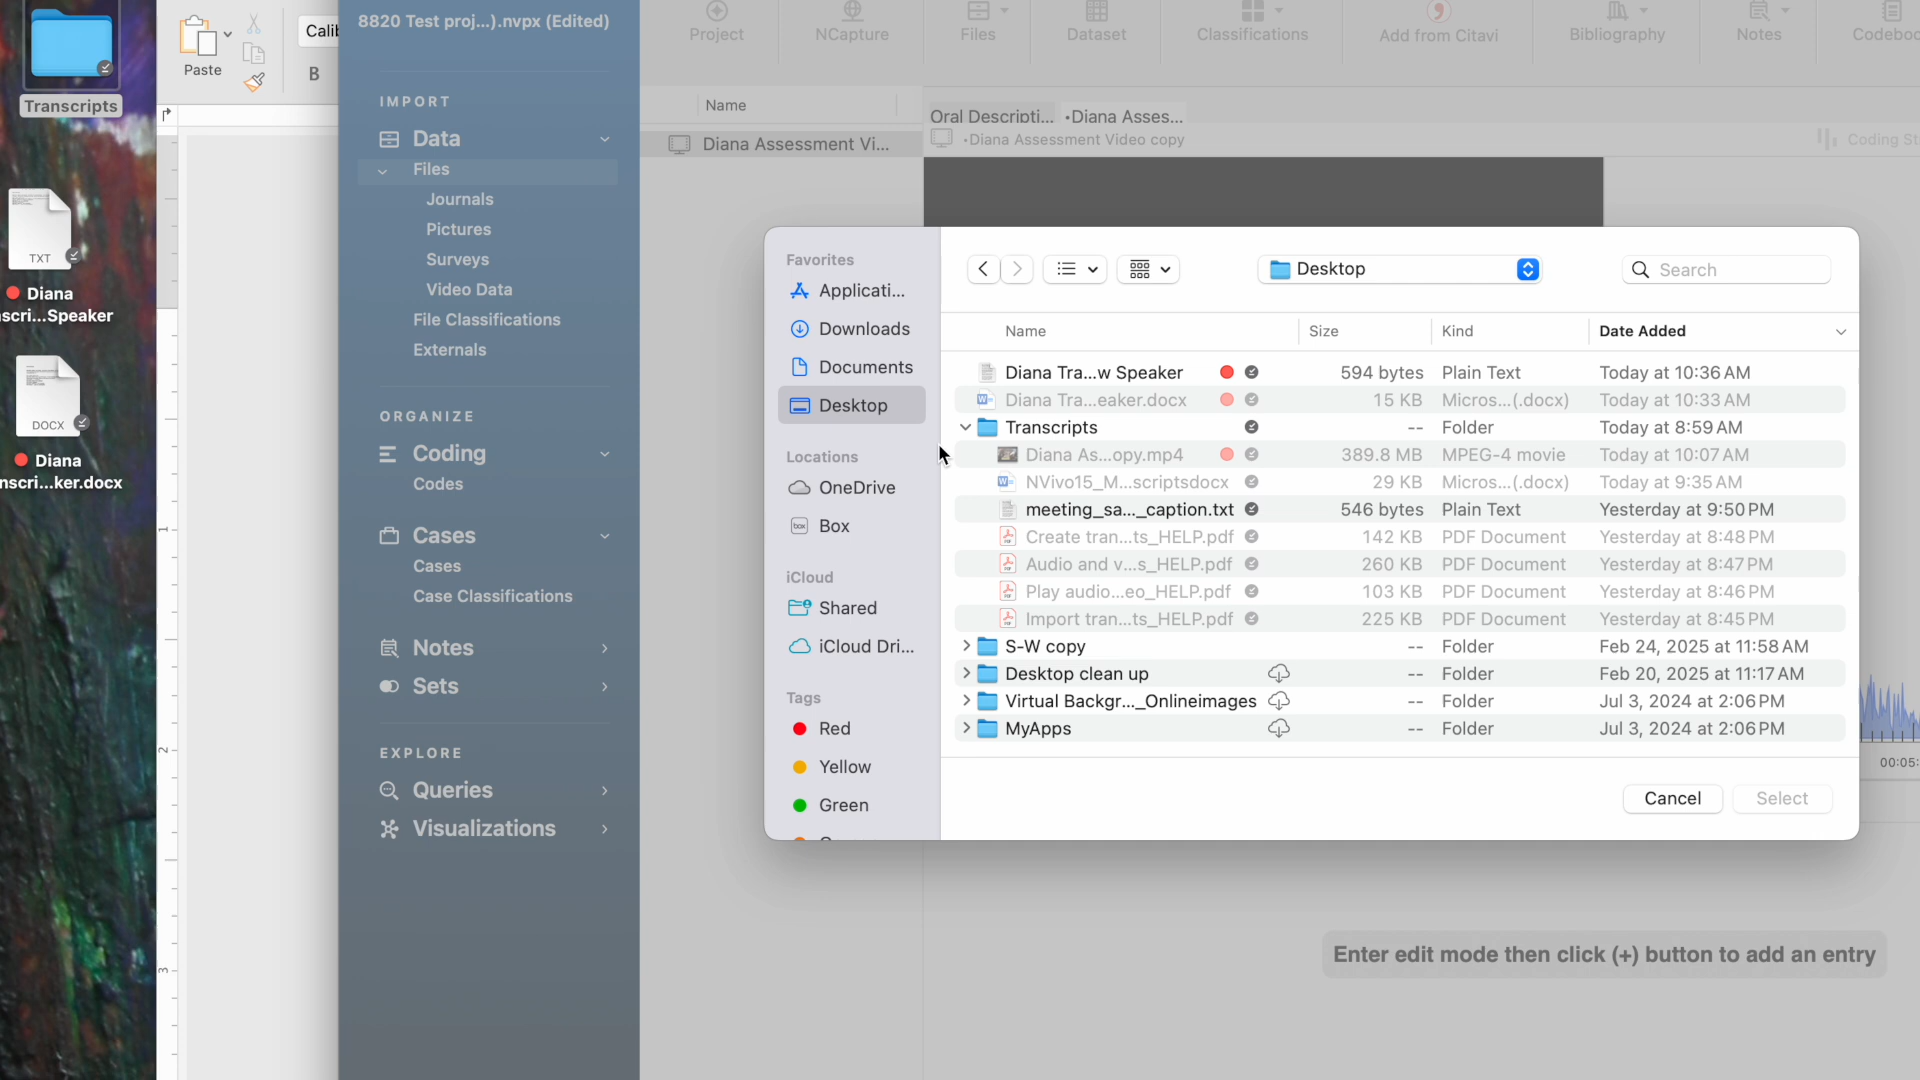 Transcripts
TXT
Diana
scri...Speaker
DOCX
Diana
nscri...ker.docx
Paste
Calib
B
1
2
3
8820 Test proj...).nvpx (Edited)
IMPORT
Data
Files
Journals
Pictures
Surveys
Video Data
File Classifications
Externals
ORGANIZE
Coding
Codes
Cases
Cases
Case Classifications
Notes
Sets
EXPLORE
Queries
Visualizations
Project
NCapture
Files
Dataset
Classifications
Add from Citavi
Bibliography
Notes
Codeboo
Name
Diana Assessment Vi...
Oral Descripti... •Diana Asses...
•Diana Assessment Video copy
Coding St
Favorites
Applicati...
Downloads
Documents
Desktop
Locations
OneDrive
box Box
iCloud
Shared
iCloud Dri...
Tags
Red
Yellow
Green
Desktop
Search
Name Size Kind Date Added
Diana Tra...w Speaker 594 bytes Plain Text Today at 10:36 AM
Diana Tra...eaker.docx 15 KB Micros...(.docx) Today at 10:33 AM
Transcripts -- Folder Today at 8:59 AM
Diana As...opy.mp4 389.8 MB MPEG-4 movie Today at 10:07 AM
NVivo15_M...scriptsdocx 29 KB Micros...(.docx) Today at 9:35 AM
meeting_sa..._caption.txt 546 bytes Plain Text Yesterday at 9:50 PM
Create tran...ts_HELP.pdf 142 KB PDF Document Yesterday at 8:48 PM
Audio and v...s_HELP.pdf 260 KB PDF Document Yesterday at 8:47 PM
Play audio...eo_HELP.pdf 103 KB PDF Document Yesterday at 8:46 PM
Import tran...ts_HELP.pdf 225 KB PDF Document Yesterday at 8:45 PM
S-W copy -- Folder Feb 24, 2025 at 11:58 AM
Desktop clean up -- Folder Feb 20, 2025 at 11:17 AM
Virtual Backgr..._Onlineimages -- Folder Jul 3, 2024 at 2:06 PM
MyApps -- Folder Jul 3, 2024 at 2:06 PM
Cancel Select
00:05:
Enter edit mode then click (+) button to add an entry